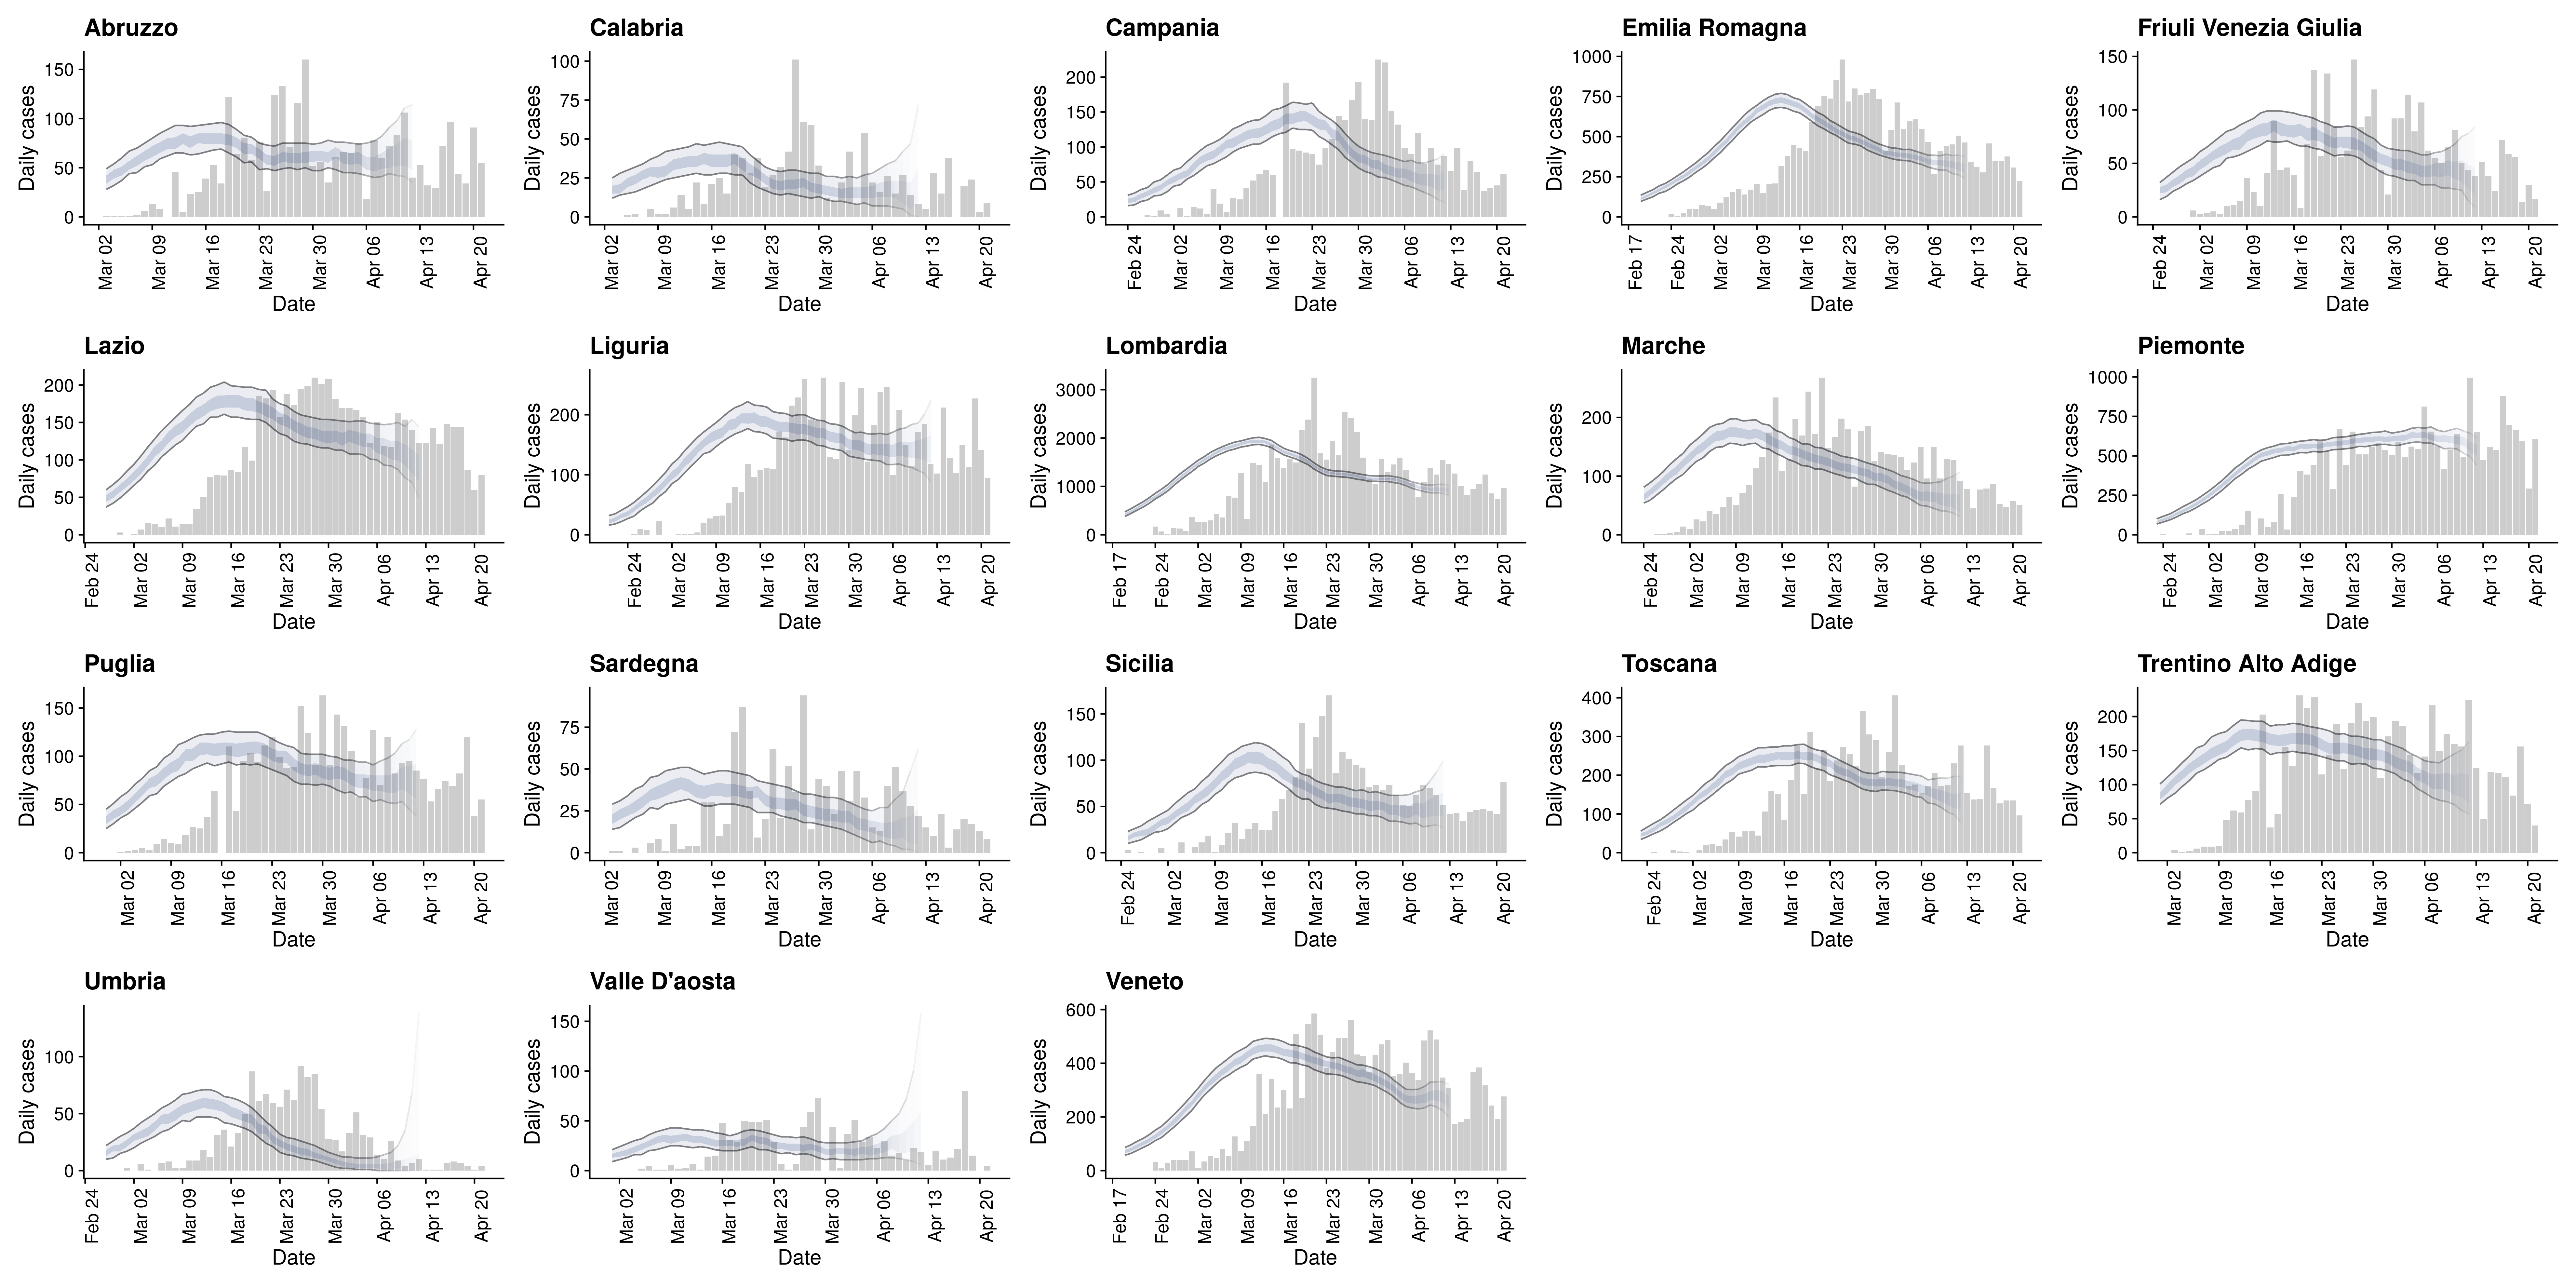 Abruzzo
Daily cases
150
100
50
0
Mar 02
Mar 09
Mar 16
Mar 23
Mar 30
Apr 06
Apr 13
Apr 20
Date
Calabria
Daily cases
100
75
50
25
0
Mar 02
Mar 09
Mar 16
Mar 23
Mar 30
Apr 06
Apr 13
Apr 20
Date
Campania
Daily cases
200
150
100
50
0
Feb 24
Mar 02
Mar 09
Mar 16
Mar 23
Mar 30
Apr 06
Apr 13
Apr 20
Date
Emilia Romagna
Daily cases
1000
750
500
250
0
Feb 17
Feb 24
Mar 02
Mar 09
Mar 16
Mar 23
Mar 30
Apr 06
Apr 13
Apr 20
Date
Friuli Venezia Giulia
Daily cases
150
100
50
0
Feb 24
Mar 02
Mar 09
Mar 16
Mar 23
Mar 30
Apr 06
Apr 13
Apr 20
Date
Lazio
Daily cases
200
150
100
50
0
Feb 24
Mar 02
Mar 09
Mar 16
Mar 23
Mar 30
Apr 06
Apr 13
Apr 20
Date
Liguria
Daily cases
200
100
0
Feb 24
Mar 02
Mar 09
Mar 16
Mar 23
Mar 30
Apr 06
Apr 13
Apr 20
Date
Lombardia
Daily cases
3000
2000
1000
0
Feb 17
Feb 24
Mar 02
Mar 09
Mar 16
Mar 23
Mar 30
Apr 06
Apr 13
Apr 20
Date
Marche
Daily cases
200
100
0
Feb 24
Mar 02
Mar 09
Mar 16
Mar 23
Mar 30
Apr 06
Apr 13
Apr 20
Date
Piemonte
Daily cases
1000
750
500
250
0
Feb 24
Mar 02
Mar 09
Mar 16
Mar 23
Mar 30
Apr 06
Apr 13
Apr 20
Date
Puglia
Daily cases
150
100
50
0
Mar 02
Mar 09
Mar 16
Mar 23
Mar 30
Apr 06
Apr 13
Apr 20
Date
Sardegna
Daily cases
75
50
25
0
Mar 02
Mar 09
Mar 16
Mar 23
Mar 30
Apr 06
Apr 13
Apr 20
Date
Sicilia
Daily cases
150
100
50
0
Feb 24
Mar 02
Mar 09
Mar 16
Mar 23
Mar 30
Apr 06
Apr 13
Apr 20
Date
Toscana
Daily cases
400
300
200
100
0
Feb 24
Mar 02
Mar 09
Mar 16
Mar 23
Mar 30
Apr 06
Apr 13
Apr 20
Date
Trentino Alto Adige
Daily cases
200
150
100
50
0
Mar 02
Mar 09
Mar 16
Mar 23
Mar 30
Apr 06
Apr 13
Apr 20
Date
Umbria
Daily cases
100
50
0
Feb 24
Mar 02
Mar 09
Mar 16
Mar 23
Mar 30
Apr 06
Apr 13
Apr 20
Date
Valle D'aosta
Daily cases
150
100
50
0
Mar 02
Mar 09
Mar 16
Mar 23
Mar 30
Apr 06
Apr 13
Apr 20
Date
Veneto
Daily cases
600
400
200
0
Feb 17
Feb 24
Mar 02
Mar 09
Mar 16
Mar 23
Mar 30
Apr 06
Apr 13
Apr 20
Date